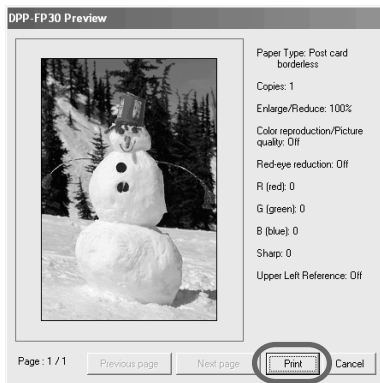 DPP-FP30 Preview
Paper Type: Post card
borderless
Copies: 1
Enlarge/Reduce: 100%
Color reproduction/Picture
quality: Off
Red-eye reduction: Off
R (red): 0
G (green): 0
B (blue): 0
Sharp: 0
Upper Left Reference: Off
Page : 1 / 1
Previous page
Next page
Print
Cancel